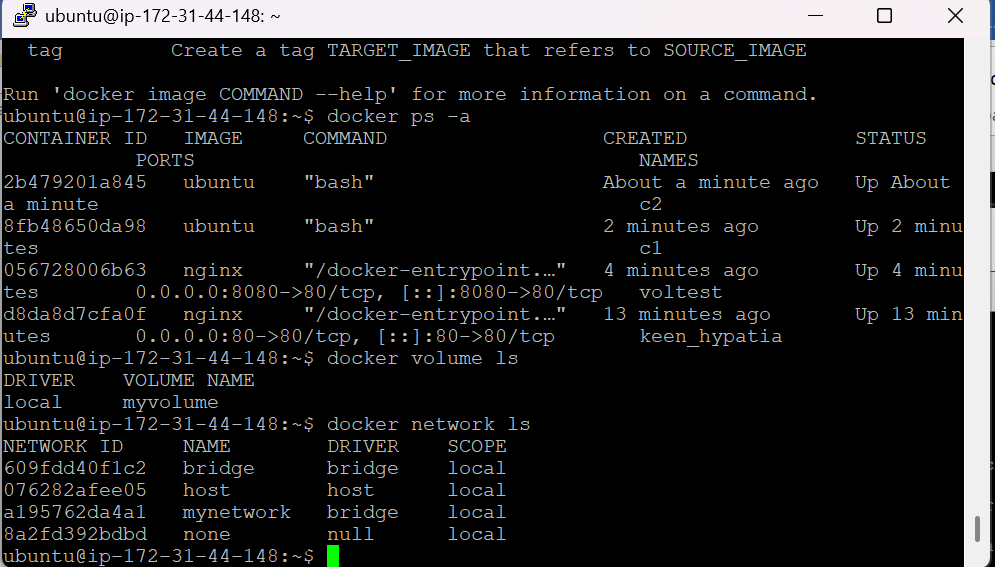 ubuntu@ip-172-31-44-148: ~
tag Create a tag TARGET_IMAGE that refers to SOURCE_IMAGE
Run 'docker image COMMAND --help' for more information on a command.
ubuntu@ip-172-31-44-148:~$ docker ps -a
CONTAINER ID IMAGE COMMAND CREATED STATUS
PORTS NAMES
2b479201a845 ubuntu "bash" About a minute ago Up About
a minute c2
8fb48650da98 ubuntu "bash" 2 minutes ago Up 2 minu
tes c1
056728006b63 nginx "/docker-entrypoint.…" 4 minutes ago Up 4 minu
tes 0.0.0.0:8080->80/tcp, [::]:8080->80/tcp voltest
d8da8d7cfa0f nginx "/docker-entrypoint.…" 13 minutes ago Up 13 min
utes 0.0.0.0:80->80/tcp, [::]:80->80/tcp keen_hypatia
ubuntu@ip-172-31-44-148:~$ docker volume ls
DRIVER VOLUME NAME
local myvolume
ubuntu@ip-172-31-44-148:~$ docker network ls
NETWORK ID NAME DRIVER SCOPE
609fdd40f1c2 bridge bridge local
076282afee05 host host local
a195762da4a1 mynetwork bridge local
8a2fd392bdbd none null local
ubuntu@ip-172-31-44-148:~$